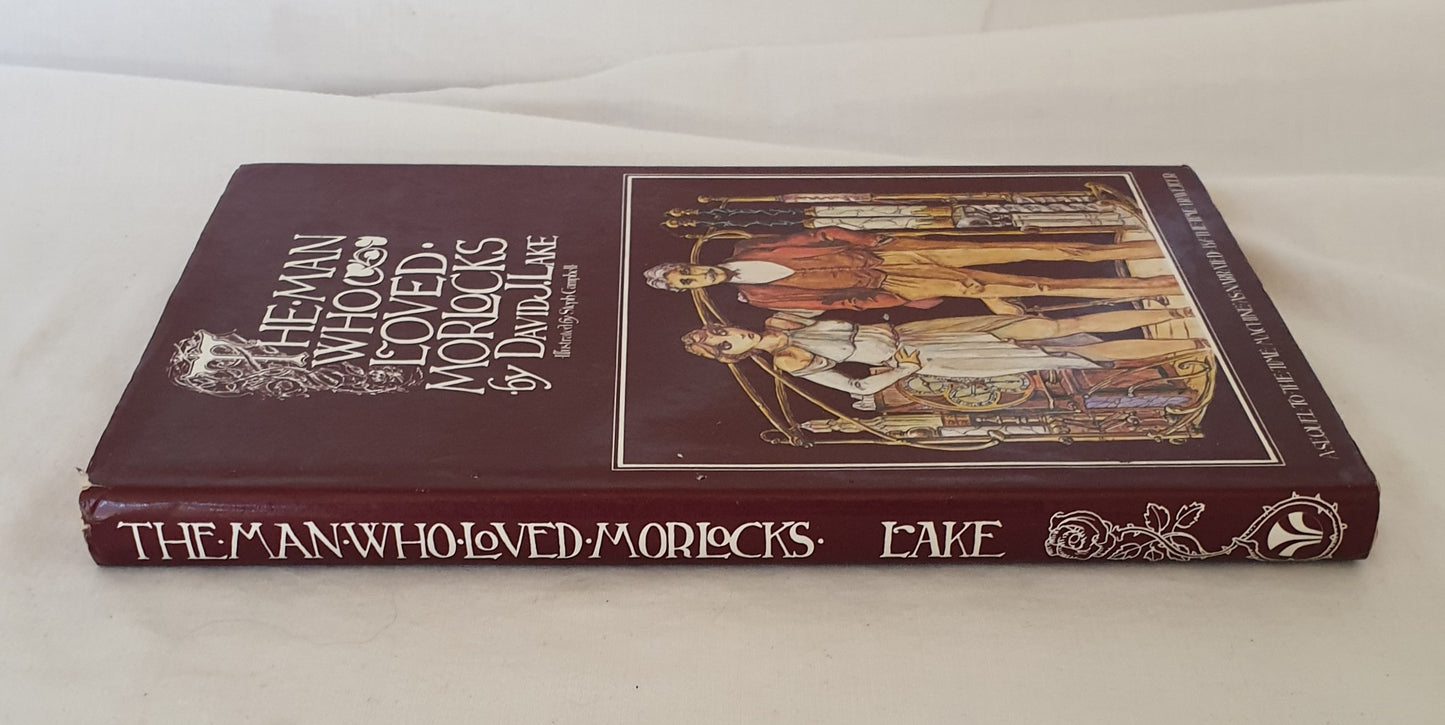 THE·MAN
WHO
LOVED·
MORLOCKS
·by DAVID J. LAKE
Illustrated by Steph Campbell
A SEQUEL TO THE TIME MACHINE AS NARRATED BY THE TIME TRAVELLER
THE·MAN·WHO·LOVED·MORLOCKS· LAKE